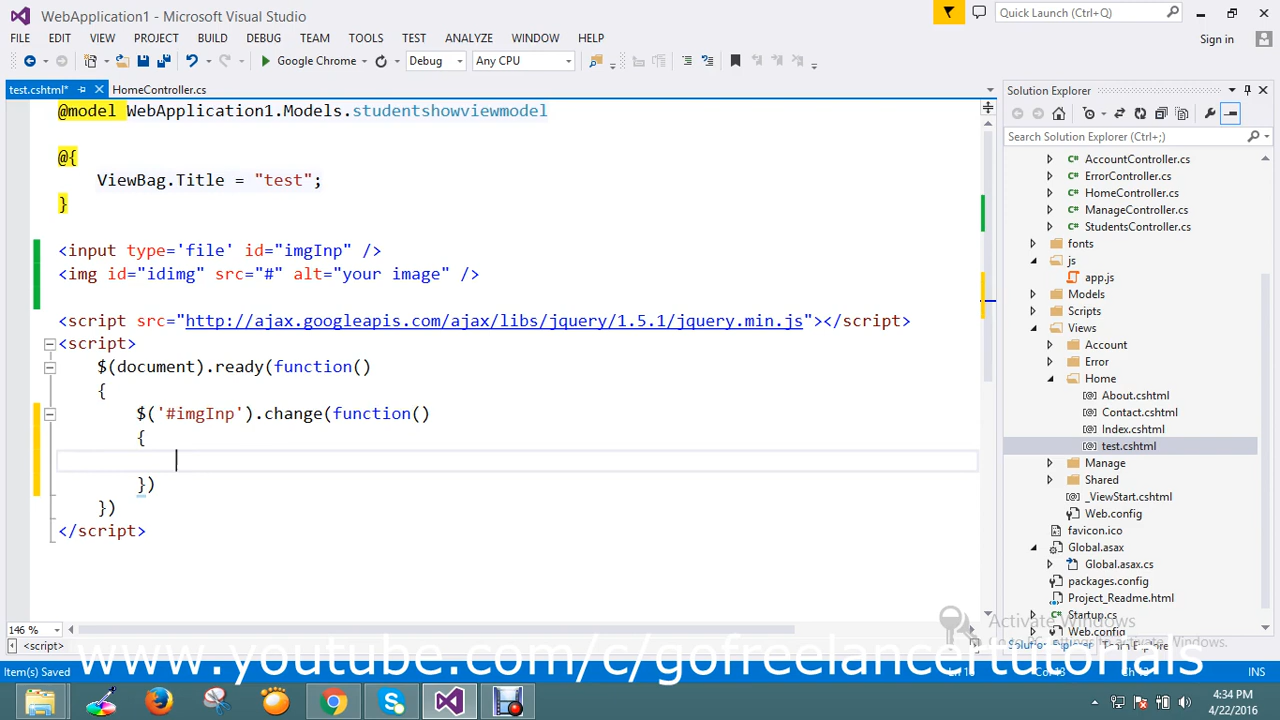 WebApplication1 - Microsoft Visual Studio
Quick Launch (Ctrl+Q)
FILE EDIT VIEW PROJECT BUILD DEBUG TEAM TOOLS TEST ANALYZE WINDOW HELP
Sign in
Google Chrome Debug Any CPU
test.cshtml* HomeController.cs
@model WebApplication1.Models.studentshowviewmodel
@{
ViewBag.Title = "test";
}
<input type='file' id="imgInp" />
<img id="idimg" src="#" alt="your image" />
<script src="http://ajax.googleapis.com/ajax/libs/jquery/1.5.1/jquery.min.js"></script>
<script>
$(document).ready(function()
{
$('#imgInp').change(function()
{
})
})
</script>
146 %
<script>
Solution Explorer
Search Solution Explorer (Ctrl+;)
C# AccountController.cs
C# ErrorController.cs
C# HomeController.cs
C# ManageController.cs
C# StudentsController.cs
fonts
js
app.js
Models
Scripts
Views
Account
Error
Home
About.cshtml
Contact.cshtml
Index.cshtml
test.cshtml
Manage
Shared
_ViewStart.cshtml
Web.config
favicon.ico
Global.asax
Global.asax.cs
packages.config
Project_Readme.html
Startup.cs
Web.config
Activate Windows
www.youtube.com/c/gofreelancertutorials
Item(s) Saved
INS
4:34 PM
4/22/2016